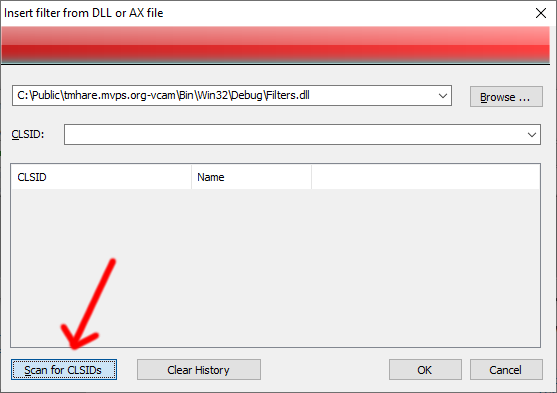 Insert filter from DLL or AX file
C:\Public\tmhare.mvps.org-vcam\Bin\Win32\Debug\Filters.dll
Browse ...
CLSID:
CLSID Name
Scan for CLSIDs Clear History OK Cancel